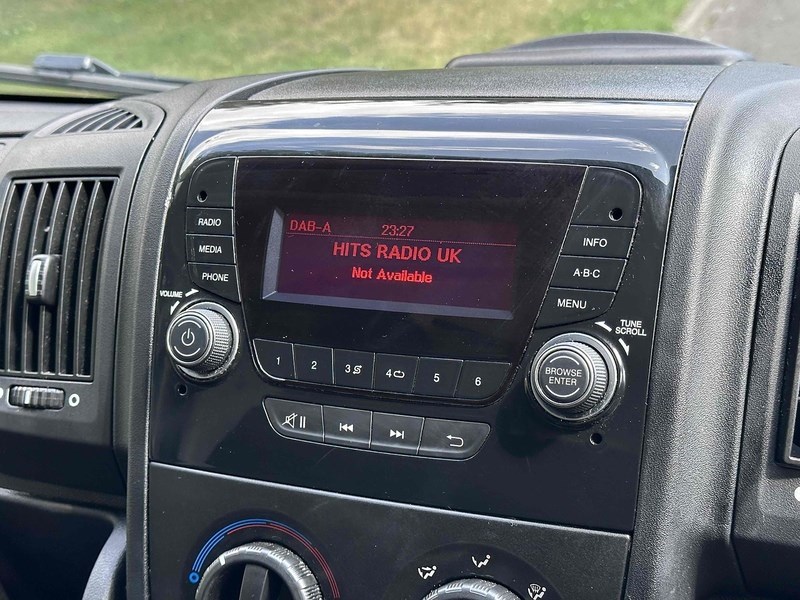 DAB-A 23:27
HITS RADIO UK
Not Available
RADIO
MEDIA
PHONE
INFO
A·B·C
MENU
VOLUME
TUNE
SCROLL
BROWSE
ENTER
1 2 3 4 5 6